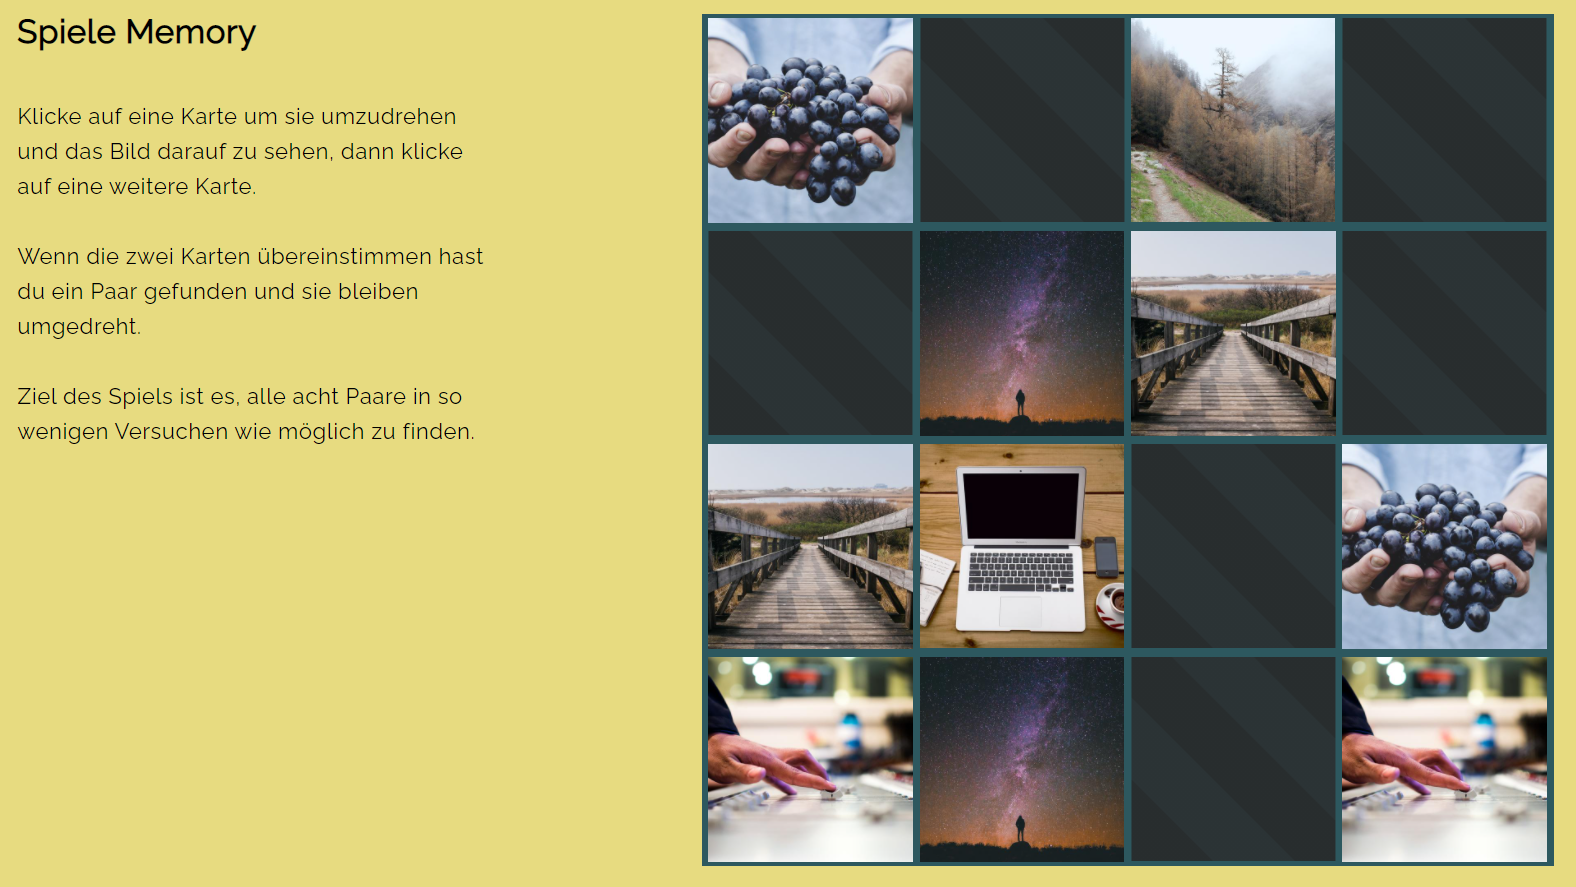 Spiele Memory
Klicke auf eine Karte um sie umzudrehen
und das Bild darauf zu sehen, dann klicke
auf eine weitere Karte.
Wenn die zwei Karten übereinstimmen hast
du ein Paar gefunden und sie bleiben
umgedreht.
Ziel des Spiels ist es, alle acht Paare in so
wenigen Versuchen wie möglich zu finden.